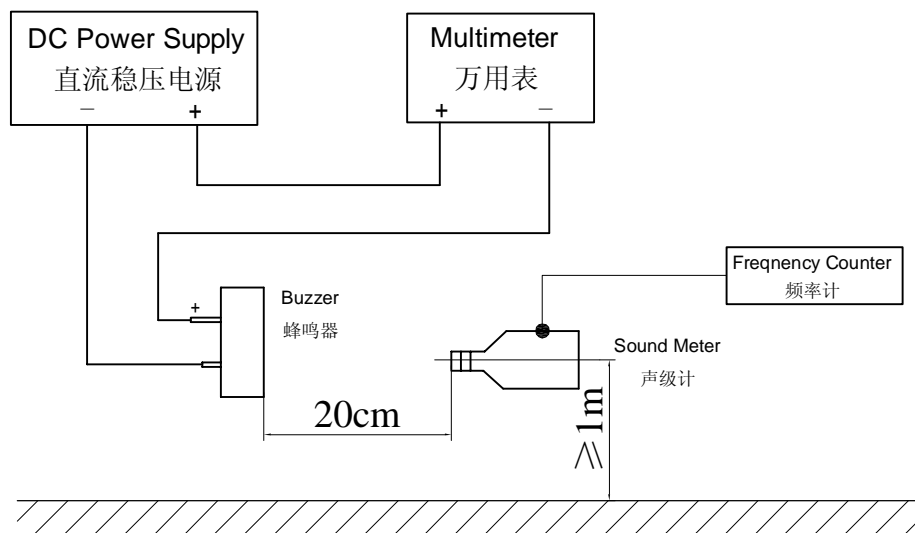 DC Power Supply
直流稳压电源
－ +
Multimeter
万用表
+ －
Freqnency Counter
频率计
+
Buzzer
蜂鸣器
Sound Meter
声级计
20cm
≥1m